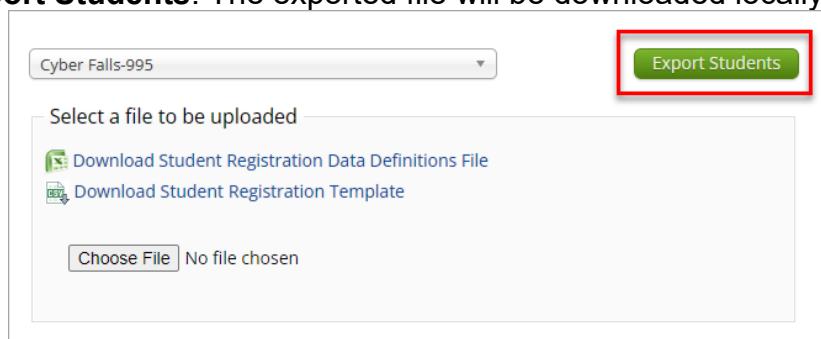 ort Students. The exported file will be downloaded locally
Cyber Falls-995
Export Students
Select a file to be uploaded
Download Student Registration Data Definitions File
Download Student Registration Template
Choose File No file chosen